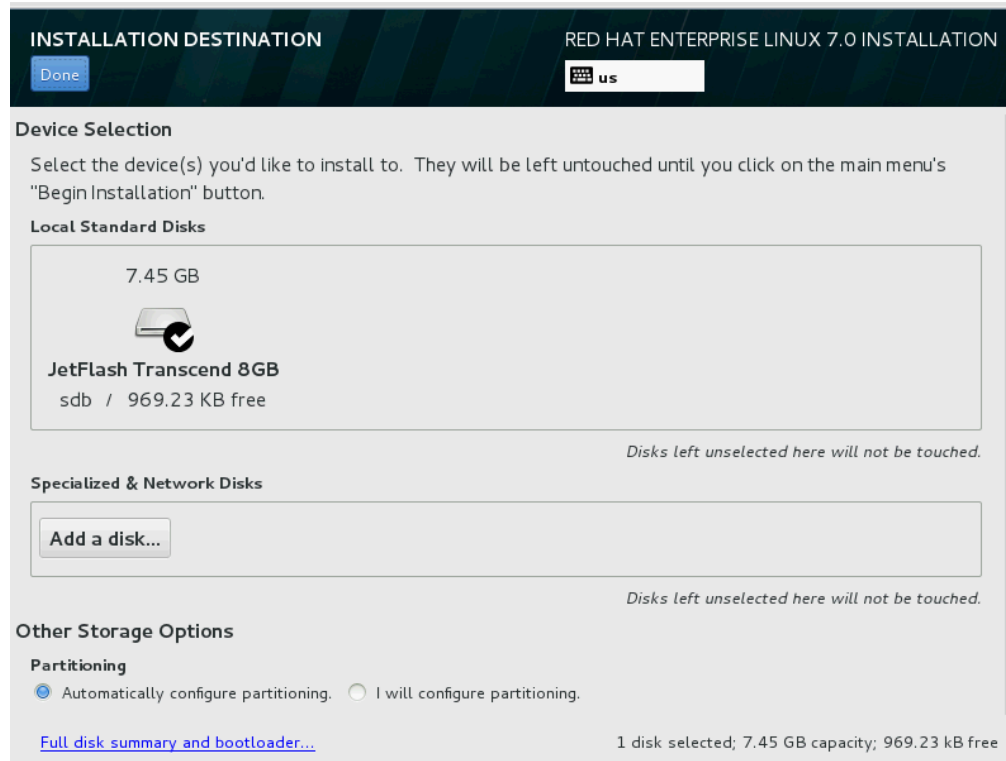 INSTALLATION DESTINATION
RED HAT ENTERPRISE LINUX 7.0 INSTALLATION
Done
us
Device Selection
Select the device(s) you'd like to install to. They will be left untouched until you click on the main menu's
"Begin Installation" button.
Local Standard Disks
7.45 GB
JetFlash Transcend 8GB
sdb / 969.23 KB free
Disks left unselected here will not be touched.
Specialized & Network Disks
Add a disk...
Disks left unselected here will not be touched.
Other Storage Options
Partitioning
Automatically configure partitioning. I will configure partitioning.
Full disk summary and bootloader... 1 disk selected; 7.45 GB capacity; 969.23 kB free